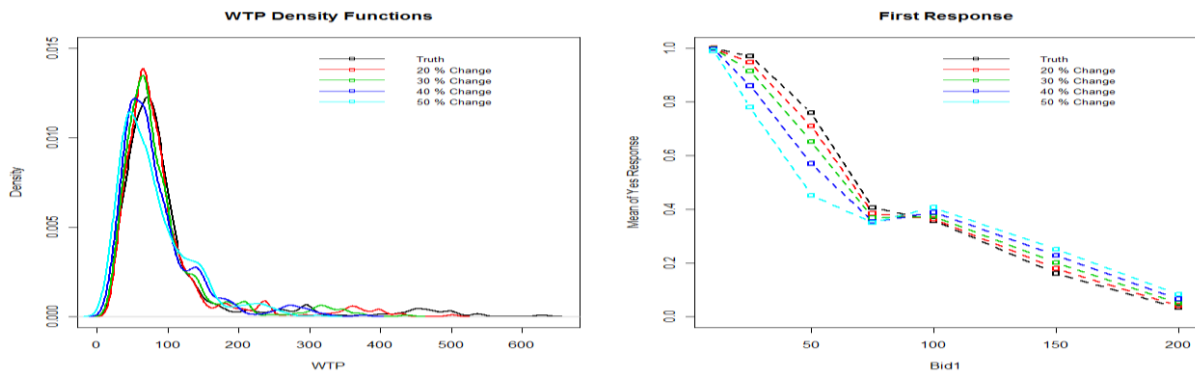 WTP Density Functions
Density
0.015
0.010
0.005
0.000
Truth
20 % Change
30 % Change
40 % Change
50 % Change
0 100 200 300 400 500 600
WTP
First Response
Mean of Yes Response
1.0
0.8
0.6
0.4
0.2
0.0
Truth
20 % Change
30 % Change
40 % Change
50 % Change
50 100 150 200
Bid1